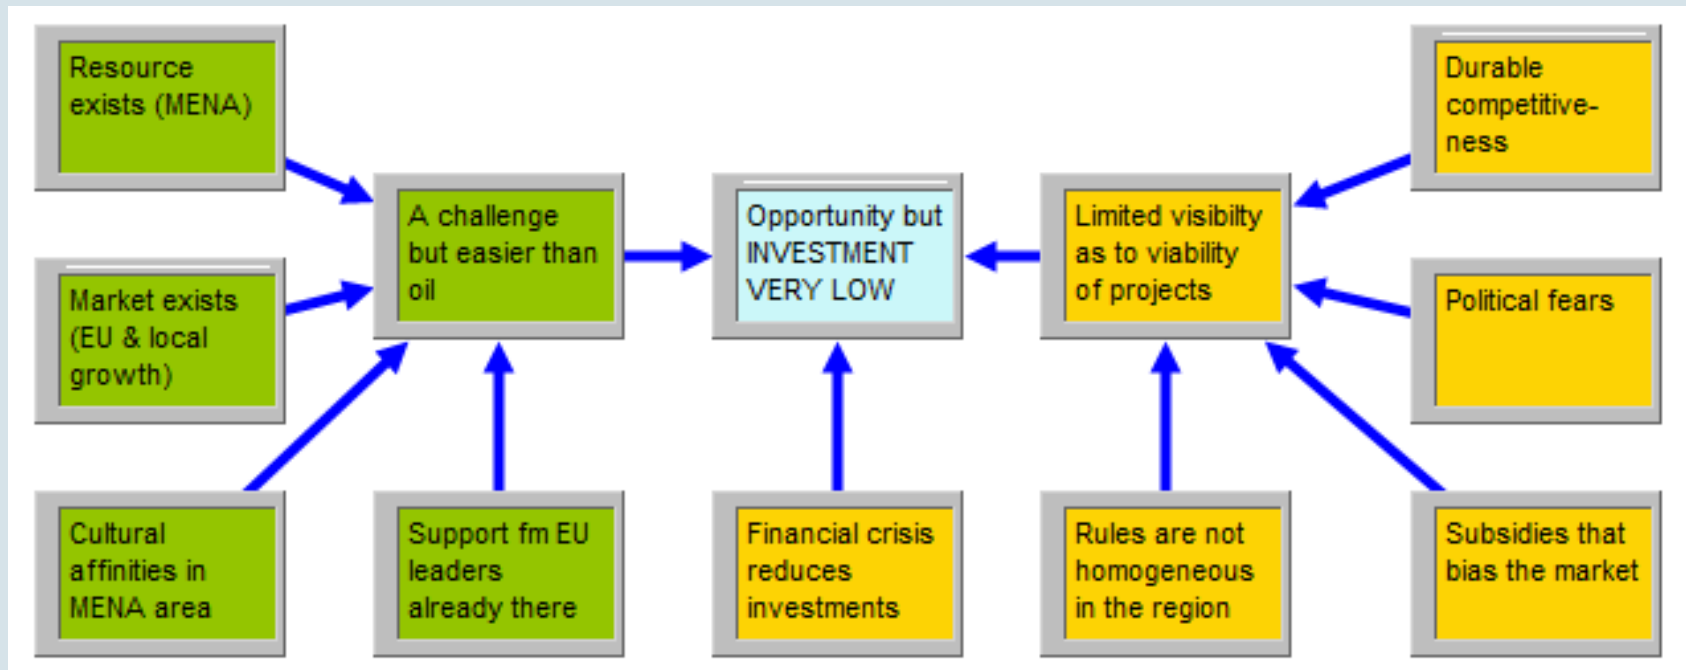 Resource
exists (MENA)
Durable
competitive-
ness
A challenge
but easier than
oil
Opportunity but
INVESTMENT
VERY LOW
Limited visibilty
as to viability
of projects
Market exists
(EU & local
growth)
Political fears
Cultural
affinities in
MENA area
Support fm EU
leaders
already there
Financial crisis
reduces
investments
Rules are not
homogeneous
in the region
Subsidies that
bias the market